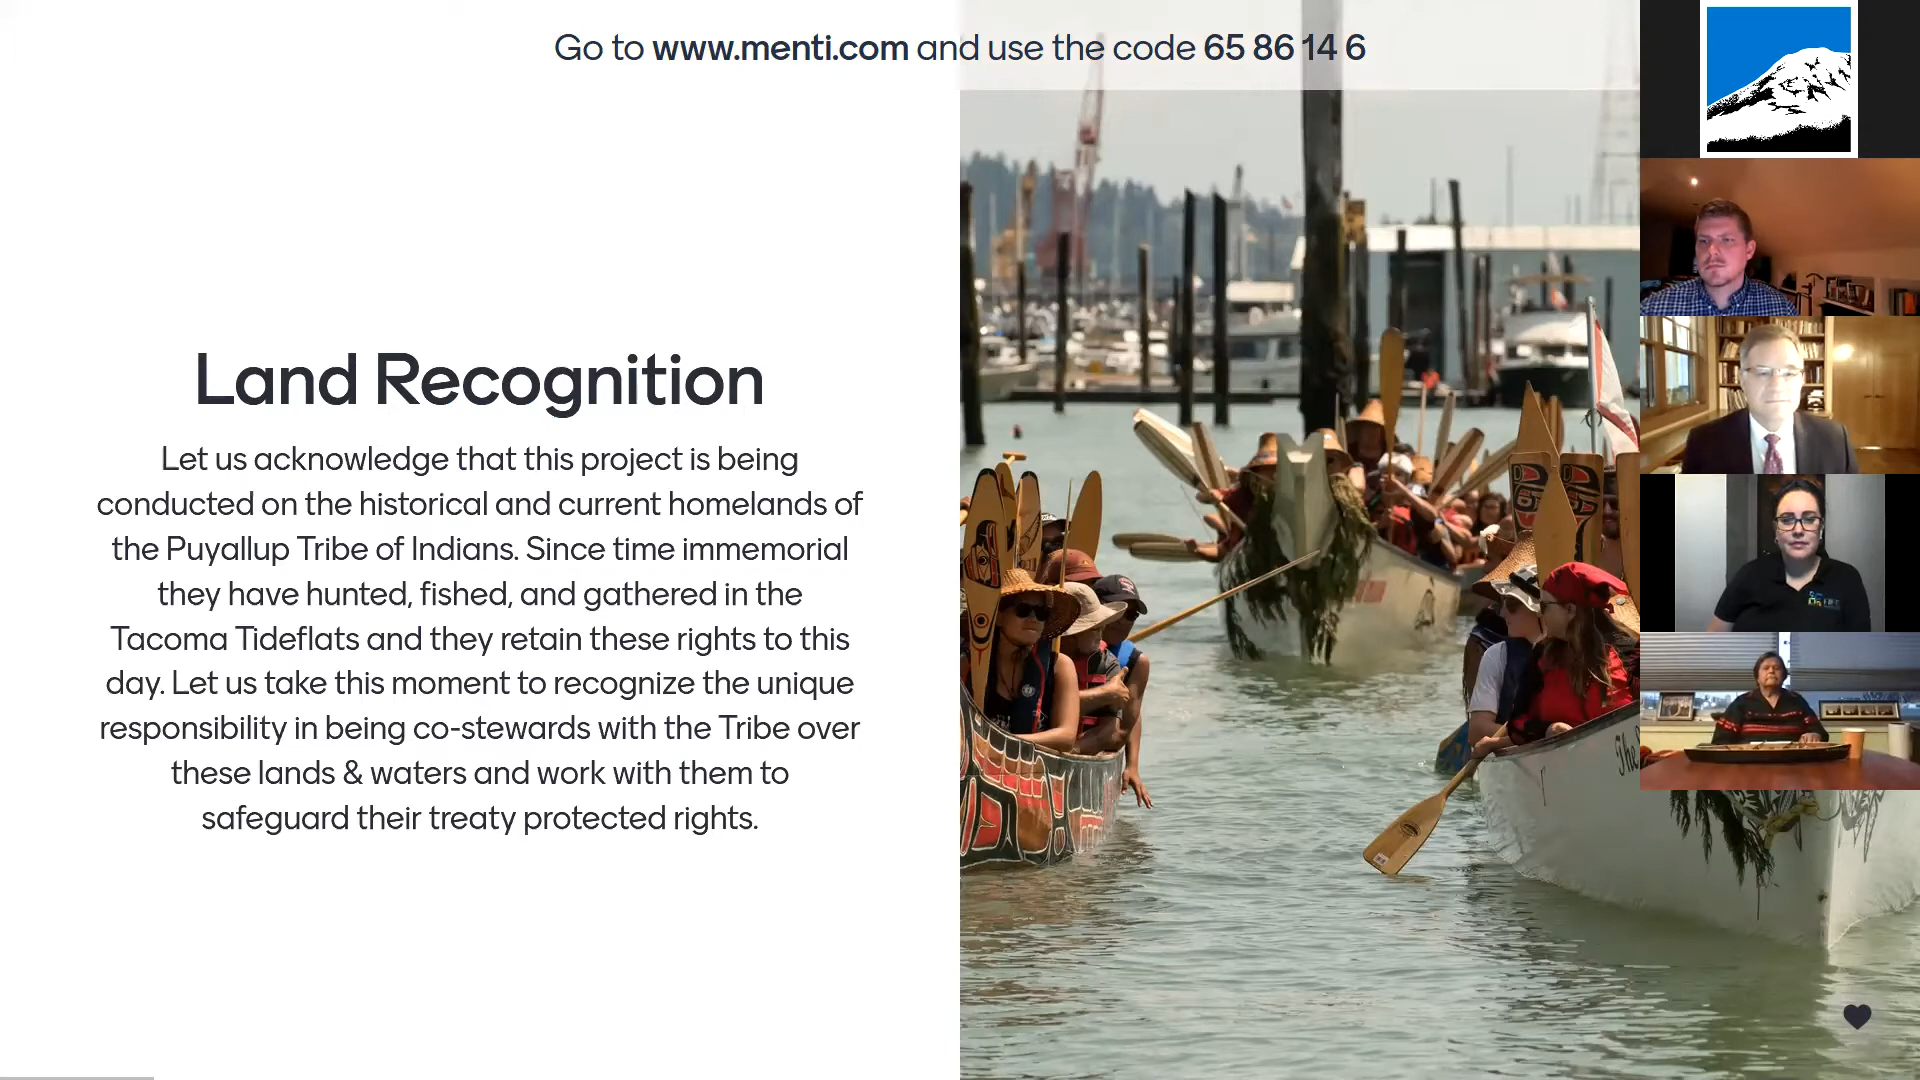 Go to www.menti.com and use the code 65 86 14 6
Land Recognition
Let us acknowledge that this project is being
conducted on the historical and current homelands of
the Puyallup Tribe of Indians. Since time immemorial
they have hunted, fished, and gathered in the
Tacoma Tideflats and they retain these rights to this
day. Let us take this moment to recognize the unique
responsibility in being co-stewards with the Tribe over
these lands & waters and work with them to
safeguard their treaty protected rights.
The